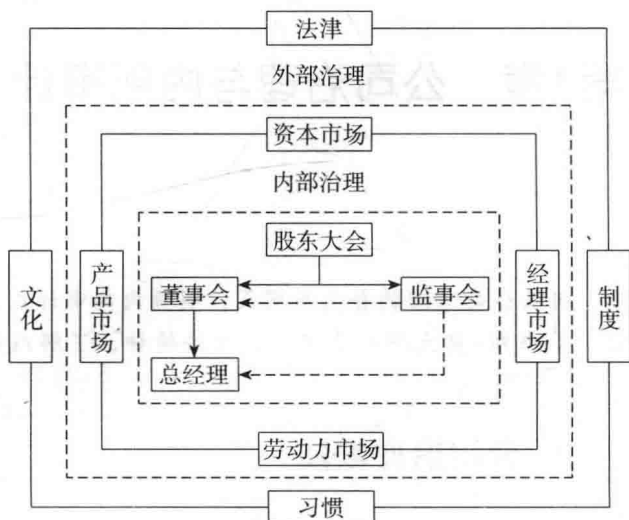 法津
外部治理
资本市场
内部治理
股东大会
董事会
监事会
总经理
文化
产品市场
经理市场
制度
劳动力市场
习惯